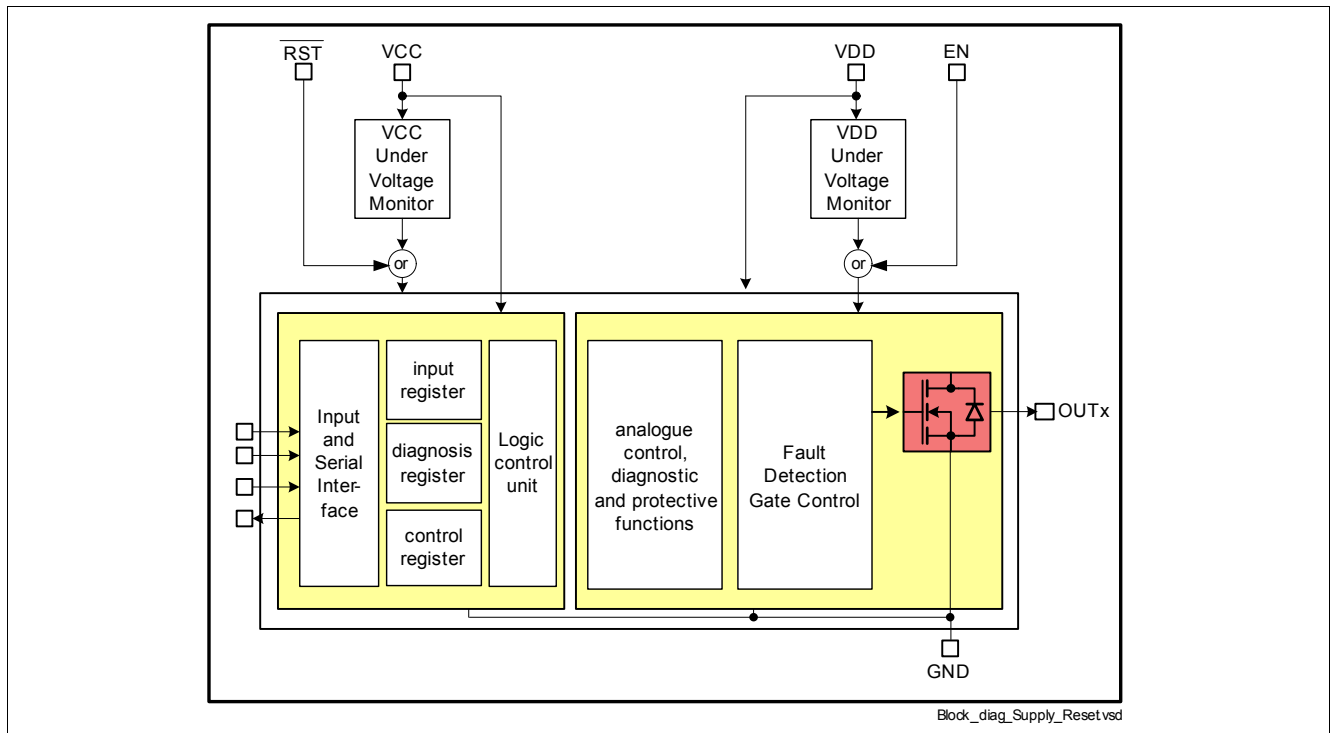 RST
VCC
VDD
EN
VCC
Under
Voltage
Monitor
VDD
Under
Voltage
Monitor
or
or
Input
and
Serial
Inter-
face
input
register
diagnosis
register
control
register
Logic
control
unit
analogue
control,
diagnostic
and protective
functions
Fault
Detection
Gate Control
OUTx
GND
Block_diag_Supply_Reset.vsd